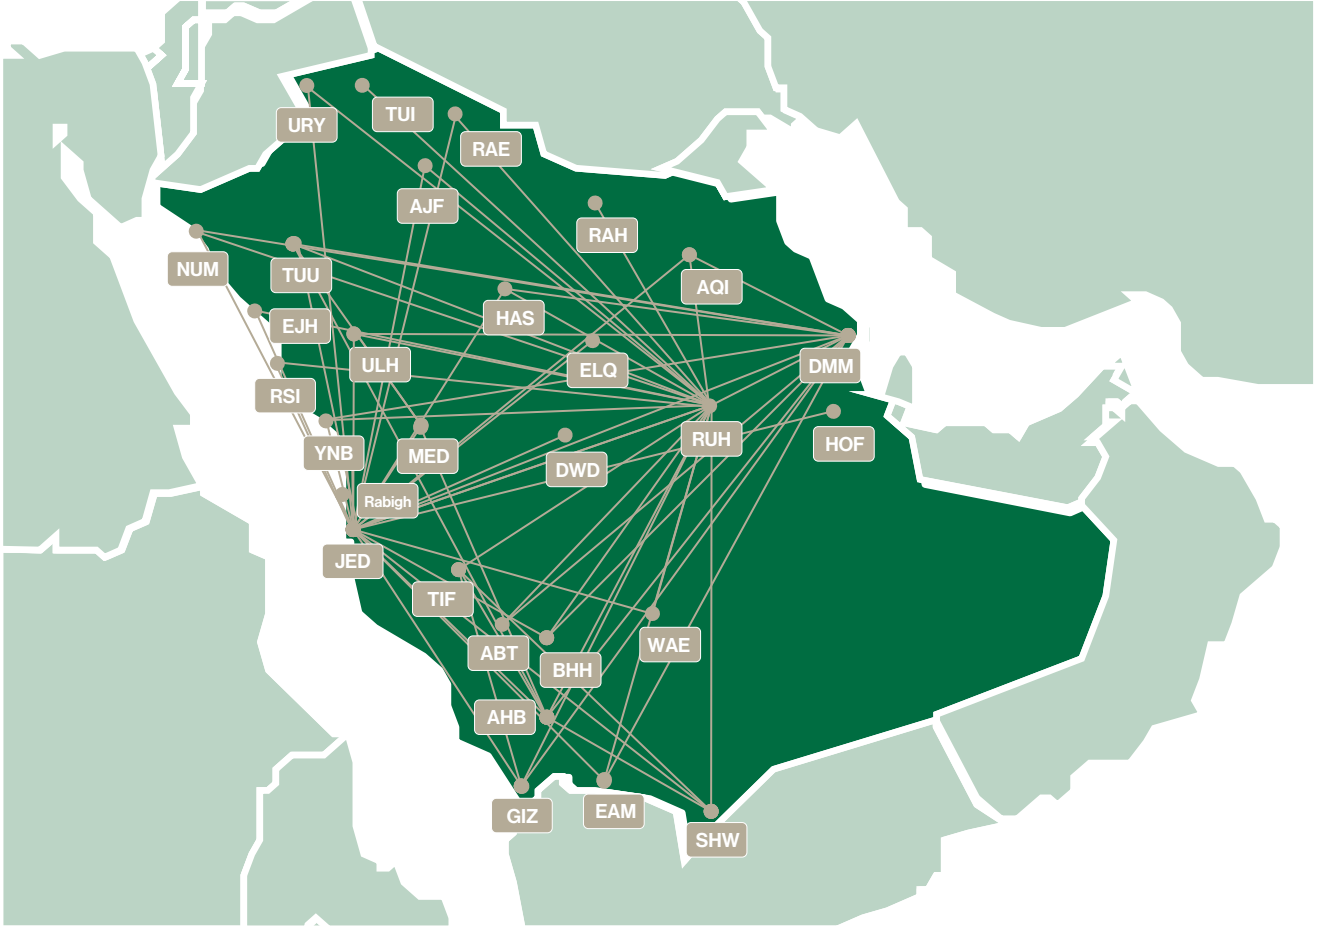 TUI
URY
RAE
AJF
RAH
NUM
TUU
AQI
HAS
EJH
ULH
ELQ
DMM
RSI
RUH
HOF
YNB
MED
DWD
Rabigh
JED
TIF
WAE
ABT
BHH
AHB
GIZ
EAM
SHW